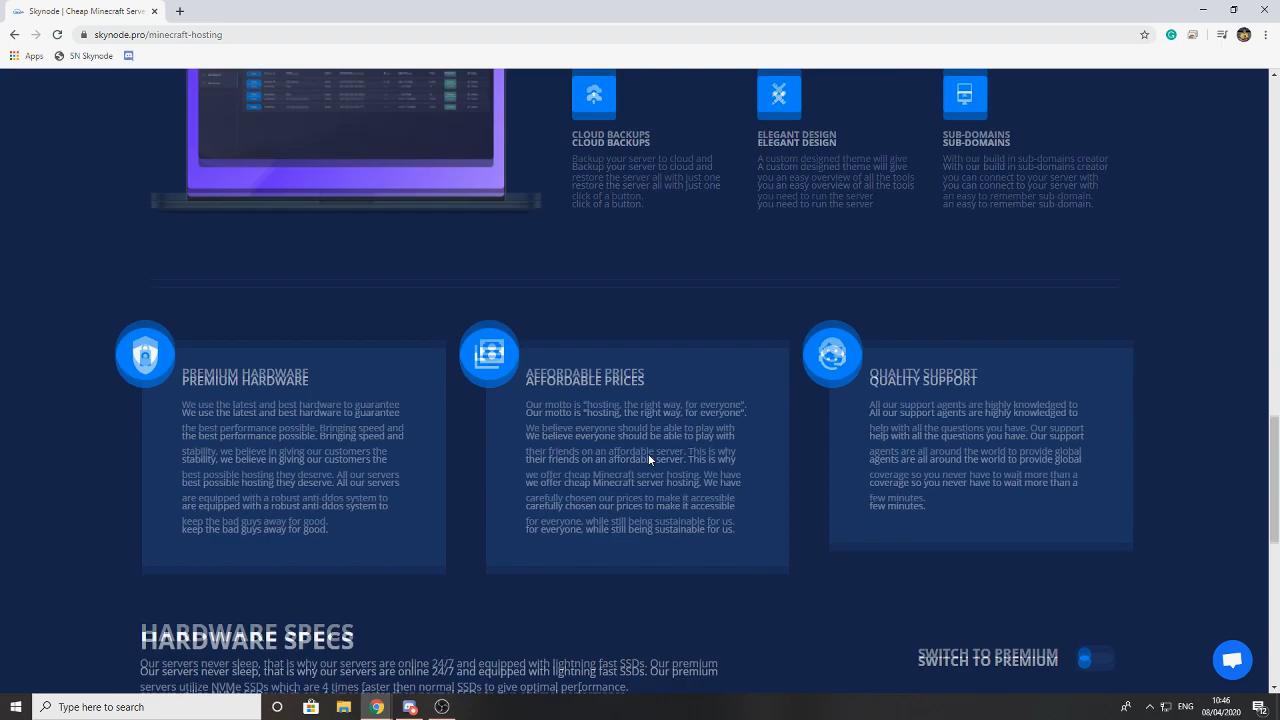 Skynode | Cheap Minecraft Serve
skynode.pro/minecraft-hosting
Apps
SN Skynode
CLOUD BACKUPS
Backup your server to cloud and
restore the server all with just one
click of a button.
ELEGANT DESIGN
A custom designed theme will give
you an easy overview of all the tools
you need to run the server
SUB-DOMAINS
With our build in sub-domains creator
you can connect to your server with
an easy to remember sub-domain.
PREMIUM HARDWARE
We use the latest and best hardware to guarantee
the best performance possible. Bringing speed and
stability, we believe in giving our customers the
best possible hosting they deserve. All our servers
are equipped with a robust anti-ddos system to
keep the bad guys away for good.
AFFORDABLE PRICES
Our motto is "hosting, the right way, for everyone".
We believe everyone should be able to play with
their friends on an affordable server. This is why
we offer cheap Minecraft server hosting. We have
carefully chosen our prices to make it accessible
for everyone, while still being sustainable for us.
QUALITY SUPPORT
All our support agents are highly knowledged to
help with all the questions you have. Our support
agents are all around the world to provide global
coverage so you never have to wait more than a
few minutes.
HARDWARE SPECS
Our servers never sleep, that is why our servers are online 24/7 and equipped with lightning fast SSDs. Our premium
servers utilize NVMe SSDs which are 4 times faster then normal SSDs to give optimal performance.
SWITCH TO PREMIUM
Type here to search
ENG
10:46
08/04/2020
2